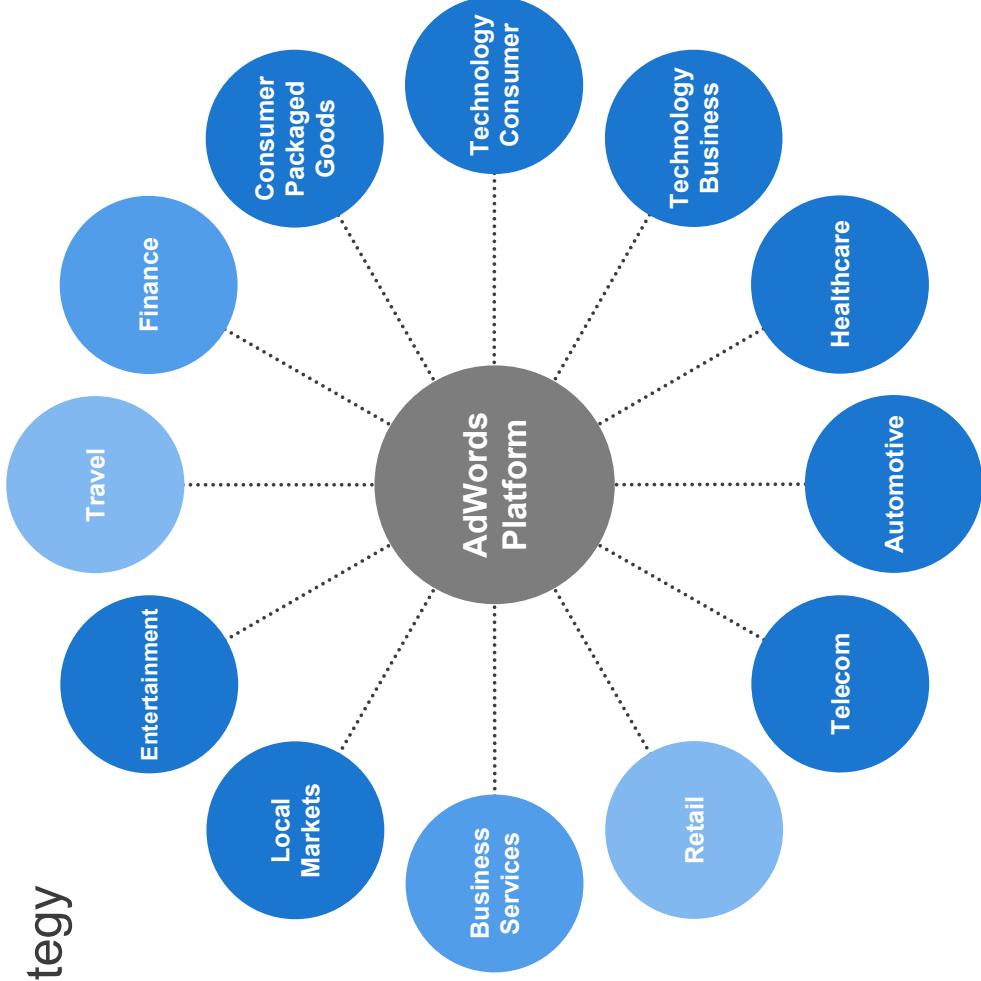 tegy
Travel
Entertainment
Finance
Local
Markets
Consumer
Packaged
Goods
Business
Services
AdWords
Platform
Technology
Consumer
Retail
Technology
Business
Telecom
Healthcare
Automotive